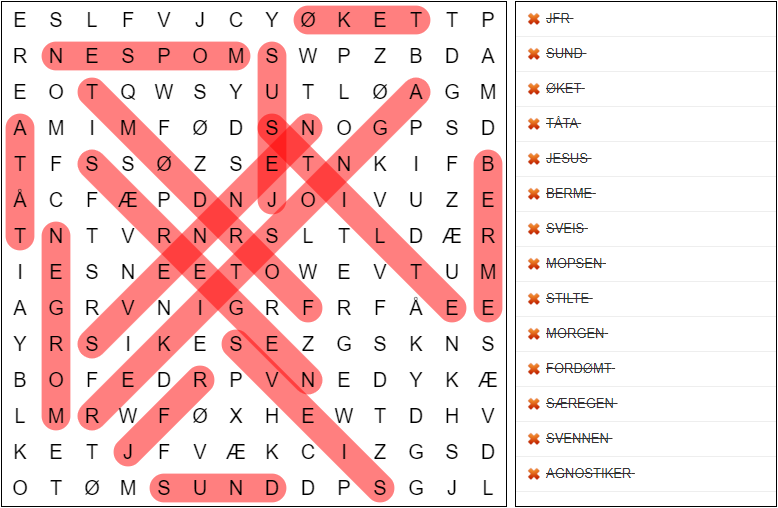 E S L F V J C Y Ø K E T T P
R N E S P O M S W P Z B D A
E O T Q W S Y U T L Ø A G M
A M I M F Ø D S N O G P S D
T F S S Ø Z S E T N K I F B
Å C F Æ P D N J O I V U Z E
T N T V R N R S L T L D Æ R
I E S N E E T O W E V T U M
A G R V N I G R F R F Å E E
Y R S I K E S E Z G S K N S
B O F E D R P V N E D Y K Æ
L M R W F Ø X H E W T D H V
K E T J F V Æ K C I Z G S D
O T Ø M S U N D D P S G J L
JFR
SUND
ØKET
TÅTA
JESUS
BERME
SVEIS
MOPSEN
STILTE
MORGEN
FORDØMT
SÆREGEN
SVENNEN
AGNOSTIKER